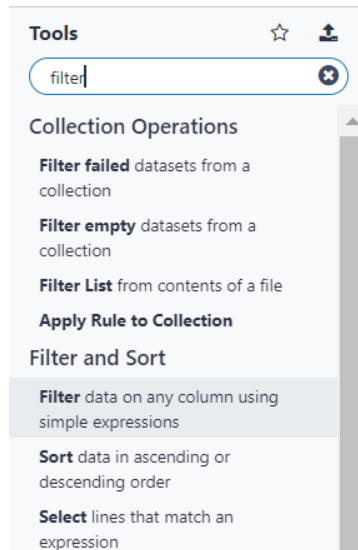 Tools
filter
Collection Operations
Filter failed datasets from a
collection
Filter empty datasets from a
collection
Filter List from contents of a file
Apply Rule to Collection
Filter and Sort
Filter data on any column using
simple expressions
Sort data in ascending or
descending order
Select lines that match an
expression